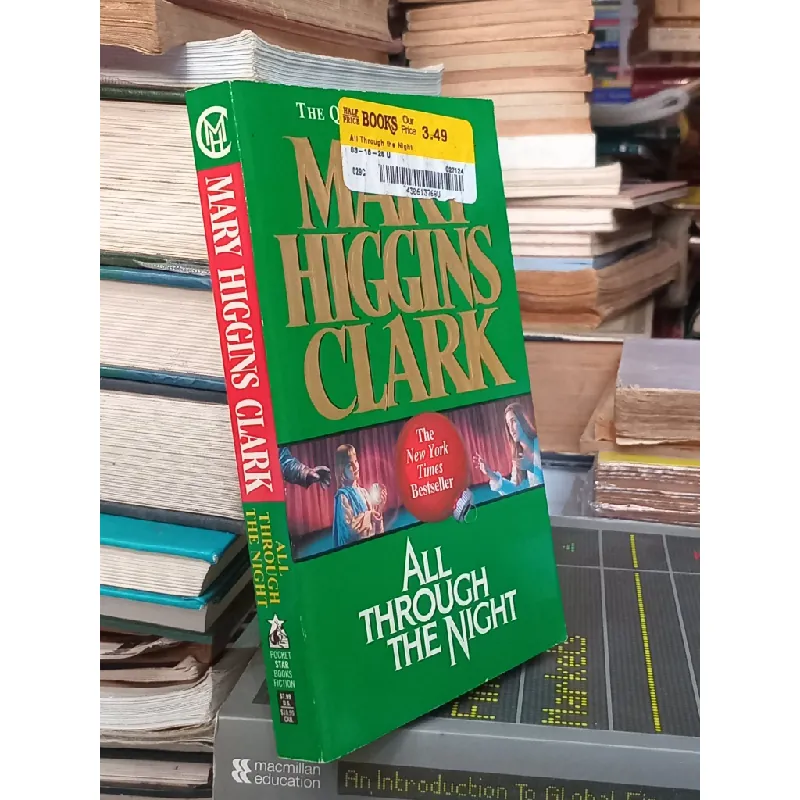 THE Q
HALF PRICE BOOKS Our Price 3.49
All Through the Night
MARY
HIGGINS
CLARK
The
New York
Times
Bestseller
ALL
THROUGH
THE NIGHT
MARY HIGGINS CLARK
ALL
THROUGH
THE NIGHT
POCKET
STAR
BOOKS
FICTION
macmillan
education
An Introduction To Global